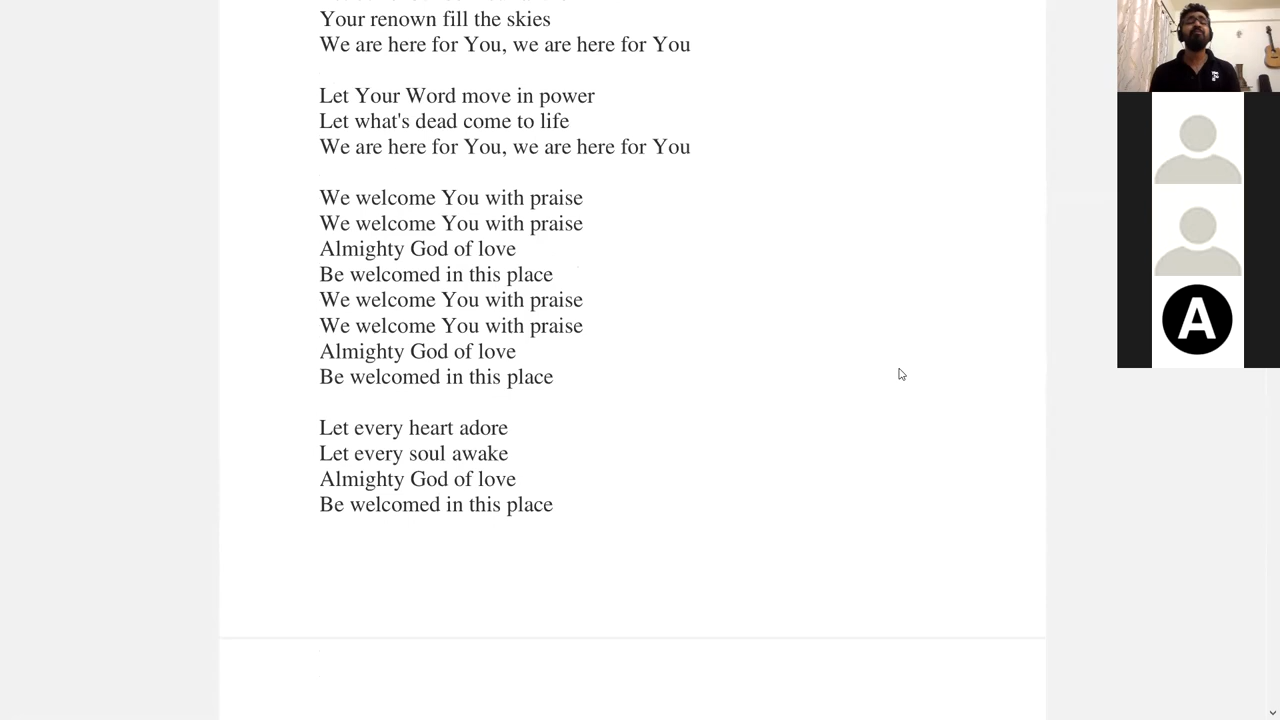 Your renown fill the skies
We are here for You, we are here for You
Let Your Word move in power
Let what's dead come to life
We are here for You, we are here for You
We welcome You with praise
We welcome You with praise
Almighty God of love
Be welcomed in this place
We welcome You with praise
We welcome You with praise
Almighty God of love
Be welcomed in this place
Let every heart adore
Let every soul awake
Almighty God of love
Be welcomed in this place
A